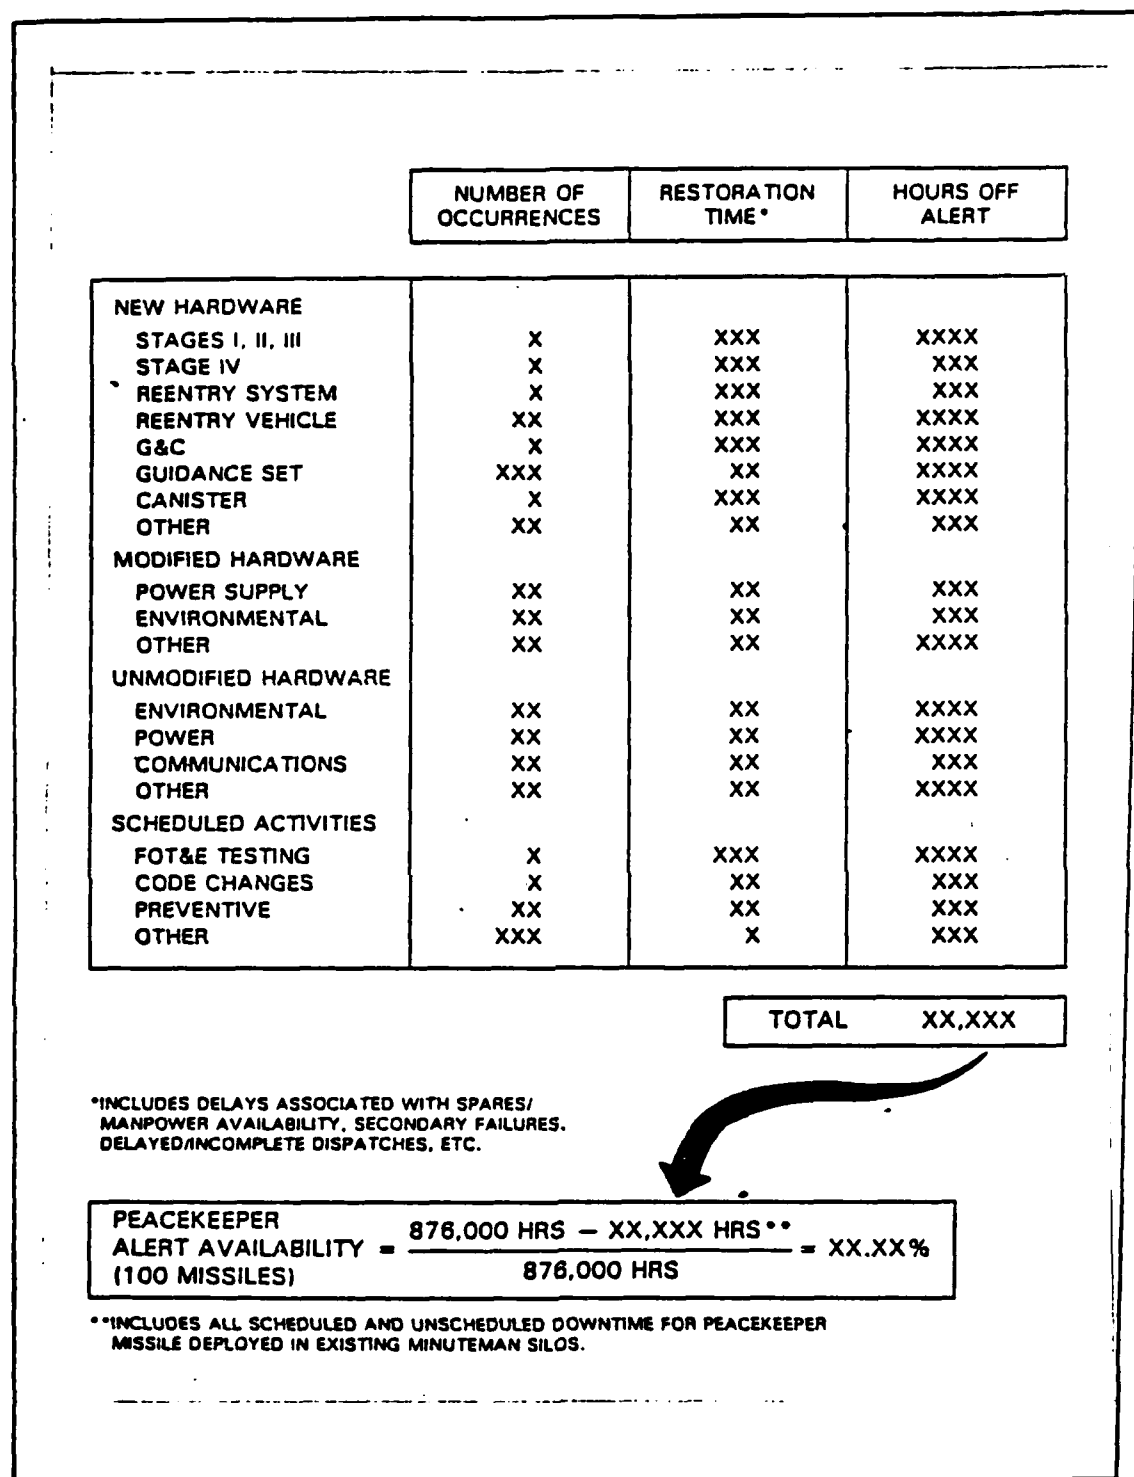 NUMBER OF OCCURRENCES RESTORATION TIME* HOURS OFF ALERT
NEW HARDWARE
STAGES I, II, III X XXX XXXX
STAGE IV X XXX XXX
REENTRY SYSTEM X XXX XXX
REENTRY VEHICLE XX XXX XXXX
G&C X XXX XXXX
GUIDANCE SET XXX XX XXXX
CANISTER X XXX XXXX
OTHER XX XX XXX
MODIFIED HARDWARE
POWER SUPPLY XX XX XXX
ENVIRONMENTAL XX XX XXX
OTHER XX XX XXXX
UNMODIFIED HARDWARE
ENVIRONMENTAL XX XX XXXX
POWER XX XX XXXX
COMMUNICATIONS XX XX XXX
OTHER XX XX XXXX
SCHEDULED ACTIVITIES
FOT&E TESTING X XXX XXXX
CODE CHANGES X XX XXX
PREVENTIVE XX XX XXX
OTHER XXX X XXX
TOTAL XX,XXX
*INCLUDES DELAYS ASSOCIATED WITH SPARES/
MANPOWER AVAILABILITY, SECONDARY FAILURES,
DELAYED/INCOMPLETE DISPATCHES, ETC.
PEACEKEEPER
ALERT AVAILABILITY =
(100 MISSILES)
876,000 HRS – XX,XXX HRS**
876,000 HRS
= XX.XX%
**INCLUDES ALL SCHEDULED AND UNSCHEDULED DOWNTIME FOR PEACEKEEPER
MISSILE DEPLOYED IN EXISTING MINUTEMAN SILOS.